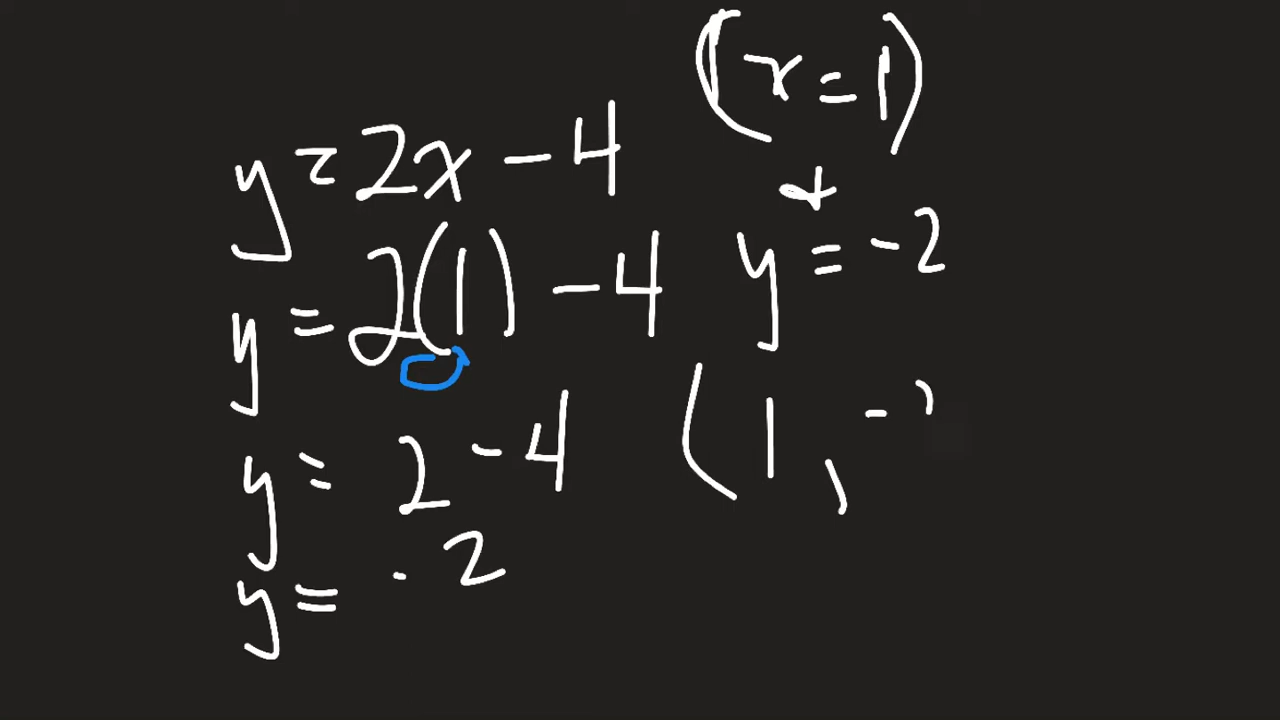 (x=1)
y=2x-4
&
y=2(1)-4
y=-2
y=2-4
(1,-
y=-2